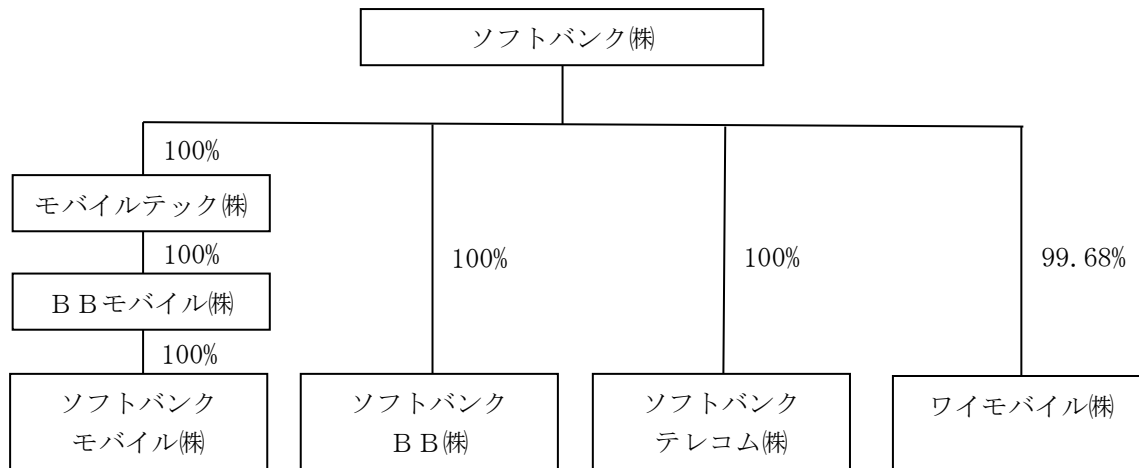 ソフトバンク㈱
100%
モバイルテック㈱
100%
100%
100%
99.68%
ＢＢモバイル㈱
100%
ソフトバンク
モバイル㈱
ソフトバンク
ＢＢ㈱
ソフトバンク
テレコム㈱
ワイモバイル㈱